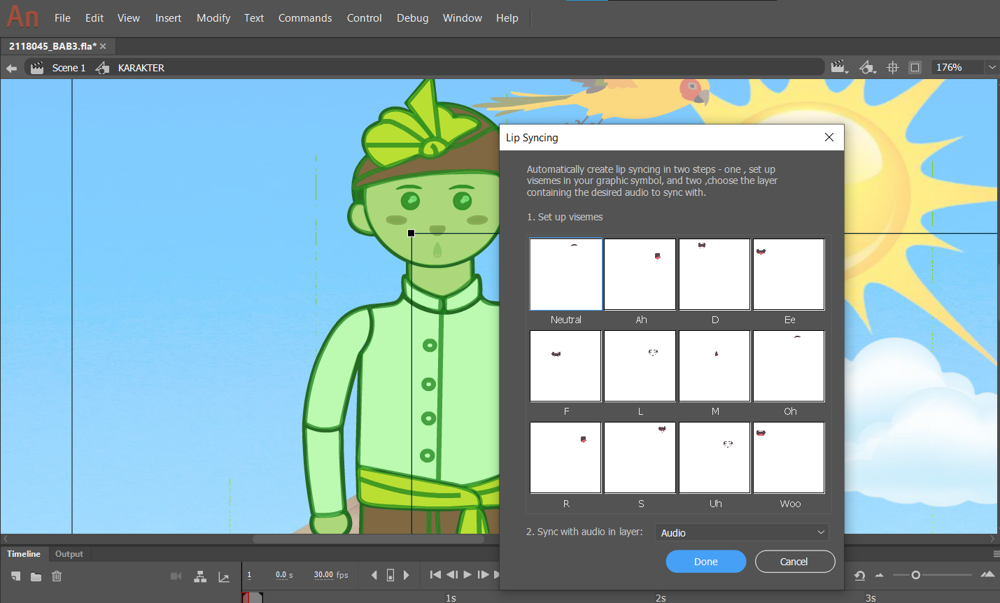 An File Edit View Insert Modify Text Commands Control Debug Window Help
2118045_BAB3.fla*
Scene 1 KARAKTER 176%
Lip Syncing
Automatically create lip syncing in two steps - one , set up
visemes in your graphic symbol, and two ,choose the layer
containing the desired audio to sync with.
1. Set up visemes
Neutral Ah D Ee
F L M Oh
R S Uh Woo
2. Sync with audio in layer: Audio
Done Cancel
Timeline Output
1 0.0 s 30.00 fps
1s 2s 3s